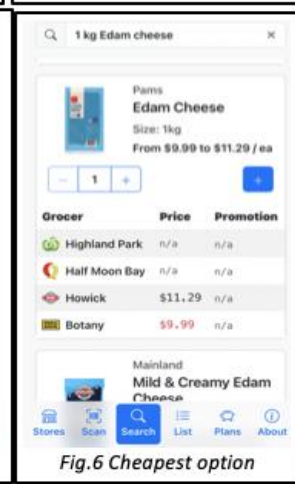 1 kg Edam cheese ×
Pams
Edam Cheese
Size: 1kg
From $9.99 to $11.29 / ea
− 1 + +
Grocer Price Promotion
Highland Park n/a n/a
Half Moon Bay n/a n/a
Howick $11.29 n/a
Botany $9.99 n/a
Mainland
Mild & Creamy Edam
Cheese
Stores Scan Search List Plans About
Fig.6 Cheapest option